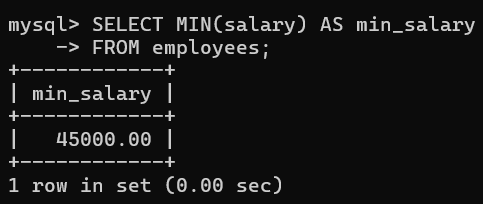 mysql> SELECT MIN(salary) AS min_salary
    -> FROM employees;
+------------+
| min_salary |
+------------+
|   45000.00 |
+------------+
1 row in set (0.00 sec)